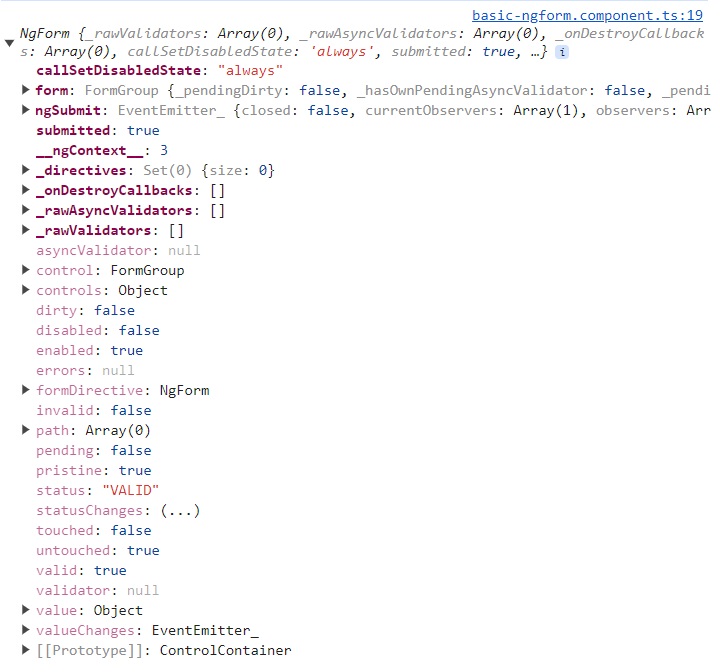 basic-ngform.component.ts:19
NgForm {_rawValidators: Array(0), _rawAsyncValidators: Array(0), _onDestroyCallback
s: Array(0), callSetDisabledState: 'always', submitted: true, …} i
callSetDisabledState: "always"
form: FormGroup {_pendingDirty: false, _hasOwnPendingAsyncValidator: false, _pendi
ngSubmit: EventEmitter_ {closed: false, currentObservers: Array(1), observers: Arr
submitted: true
__ngContext__: 3
_directives: Set(0) {size: 0}
_onDestroyCallbacks: []
_rawAsyncValidators: []
_rawValidators: []
asyncValidator: null
control: FormGroup
controls: Object
dirty: false
disabled: false
enabled: true
errors: null
formDirective: NgForm
invalid: false
path: Array(0)
pending: false
pristine: true
status: "VALID"
statusChanges: (...)
touched: false
untouched: true
valid: true
validator: null
value: Object
valueChanges: EventEmitter_
[[Prototype]]: ControlContainer